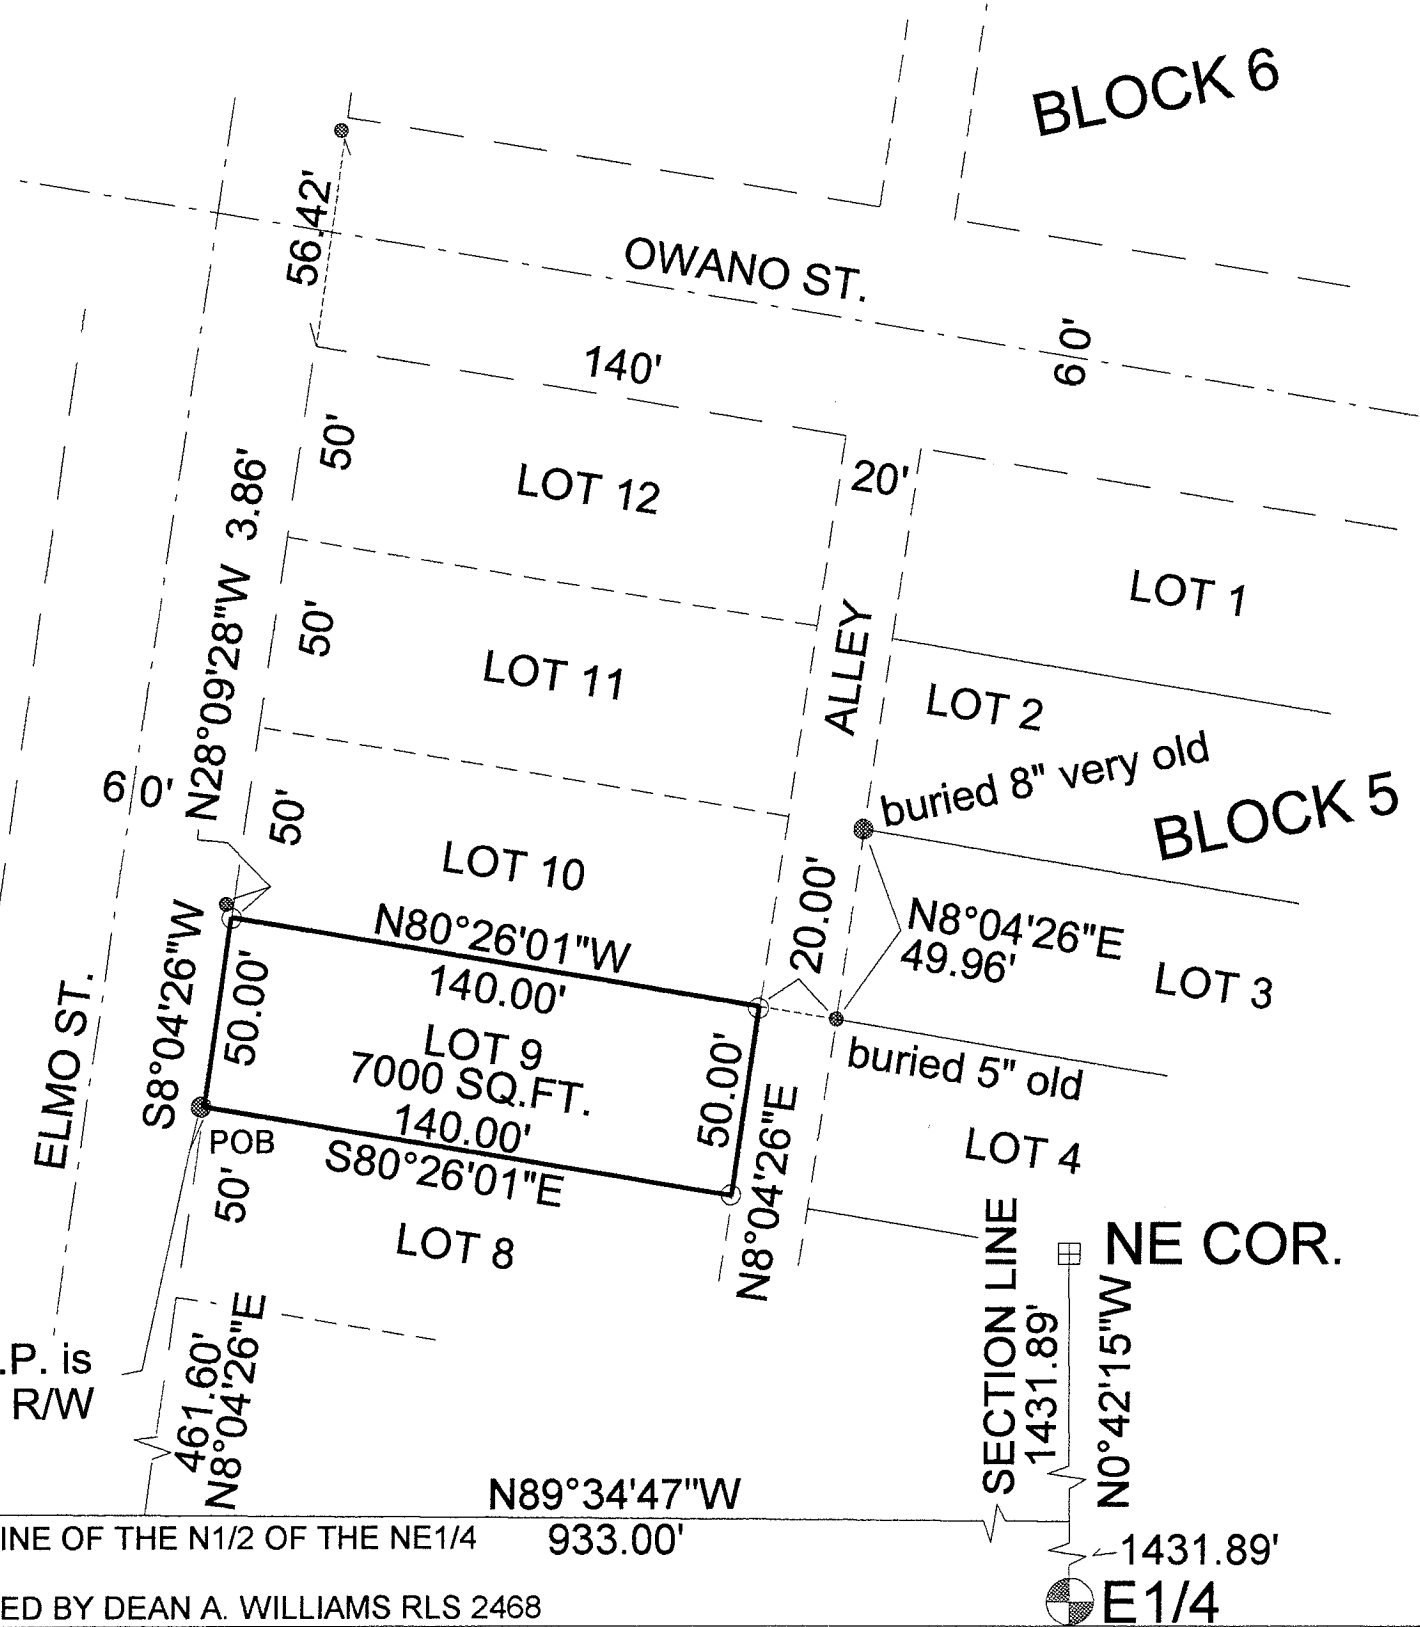 BLOCK 6
56.42'
OWANO ST.
60'
140'
50'
LOT 12
20'
N28°09'28"W 3.86'
LOT 1
50'
LOT 11
ALLEY
LOT 2
buried 8" very old
BLOCK 5
60'
50'
LOT 10
20.00'
N8°04'26"E
49.96'
LOT 3
N80°26'01"W
140.00'
S8°04'26"W
50.00'
LOT 9
7000 SQ.FT.
140.00'
S80°26'01"E
50.00'
N8°04'26"E
buried 5" old
ELMO ST.
POB
50'
LOT 8
LOT 4
NE COR.
SECTION LINE
1431.89'
N0°42'15"W
.P. is
R/W
461.60'
N8°04'26"E
N89°34'47"W
933.00'
INE OF THE N1/2 OF THE NE1/4
1431.89'
E1/4
ED BY DEAN A. WILLIAMS RLS 2468